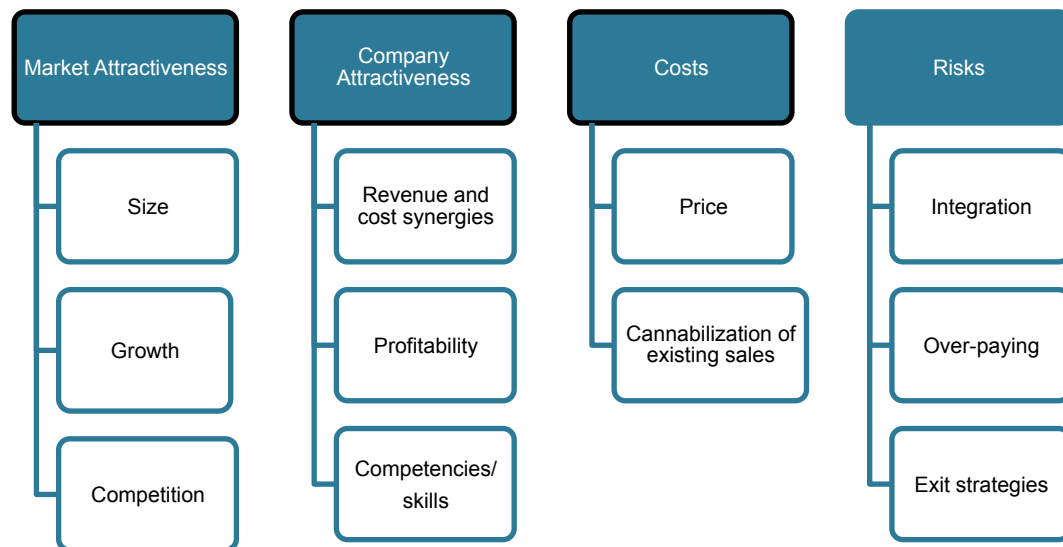 Market Attractiveness
Size
Growth
Competition
Company
Attractiveness
Revenue and
cost synergies
Profitability
Competencies/
skills
Costs
Price
Cannabilization of
existing sales
Risks
Integration
Over-paying
Exit strategies